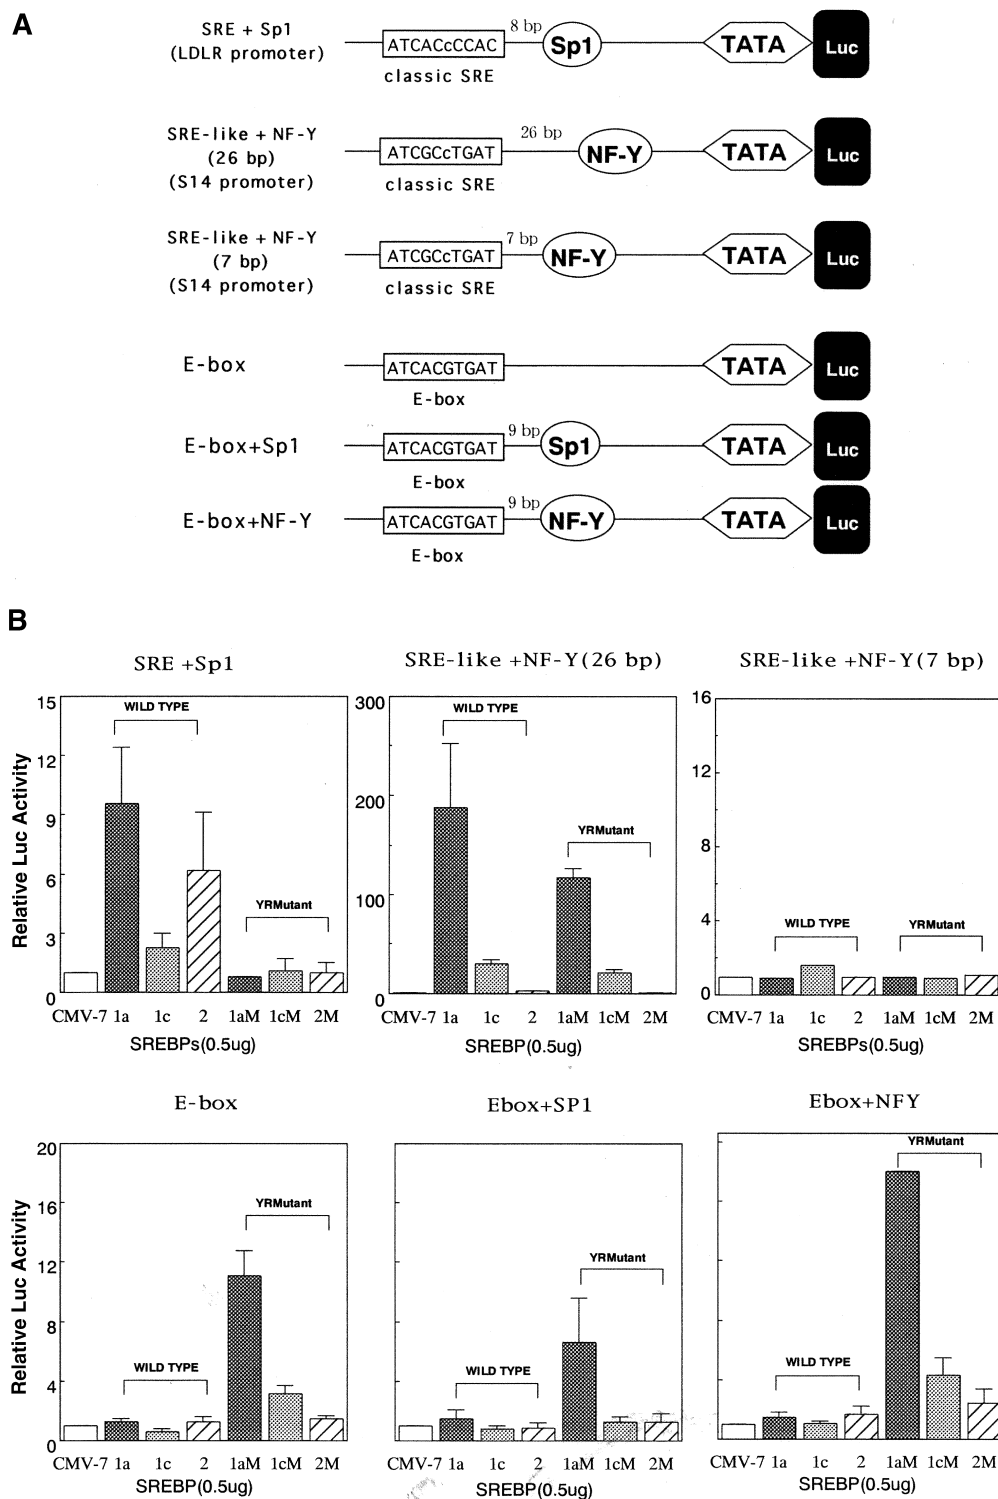 A
SRE + Sp1
(LDLR promoter)
ATCACcCCAC
8 bp
Sp1
TATA
Luc
classic SRE
SRE-like + NF-Y
(26 bp)
(S14 promoter)
ATCGCcTGAT
26 bp
NF-Y
TATA
Luc
classic SRE
SRE-like + NF-Y
(7 bp)
(S14 promoter)
ATCGCcTGAT
7 bp
NF-Y
TATA
Luc
classic SRE
E-box
ATCACGTGAT
TATA
Luc
E-box
E-box+Sp1
ATCACGTGAT
9 bp
Sp1
TATA
Luc
E-box
E-box+NF-Y
ATCACGTGAT
9 bp
NF-Y
TATA
Luc
E-box
B
SRE +Sp1
Relative Luc Activity
15
12
9
6
3
0
WILD TYPE
YRMutant
CMV-7 1a 1c 2 1aM 1cM 2M
SREBPs(0.5ug)
SRE-like +NF-Y(26 bp)
300
200
100
0
WILD TYPE
YRMutant
CMV-7 1a 1c 2 1aM 1cM 2M
SREBP(0.5ug)
SRE-like +NF-Y(7 bp)
16
12
8
4
0
WILD TYPE
YRMutant
CMV-7 1a 1c 2 1aM 1cM 2M
SREBPs(0.5ug)
E-box
Relative Luc Activity
20
16
12
8
4
0
WILD TYPE
YRMutant
CMV-7 1a 1c 2 1aM 1cM 2M
SREBP(0.5ug)
Ebox+SP1
WILD TYPE
YRMutant
CMV-7 1a 1c 2 1aM 1cM 2M
SREBP(0.5ug)
Ebox+NFY
WILD TYPE
YRMutant
CMV-7 1a 1c 2 1aM 1cM 2M
SREBP(0.5ug)